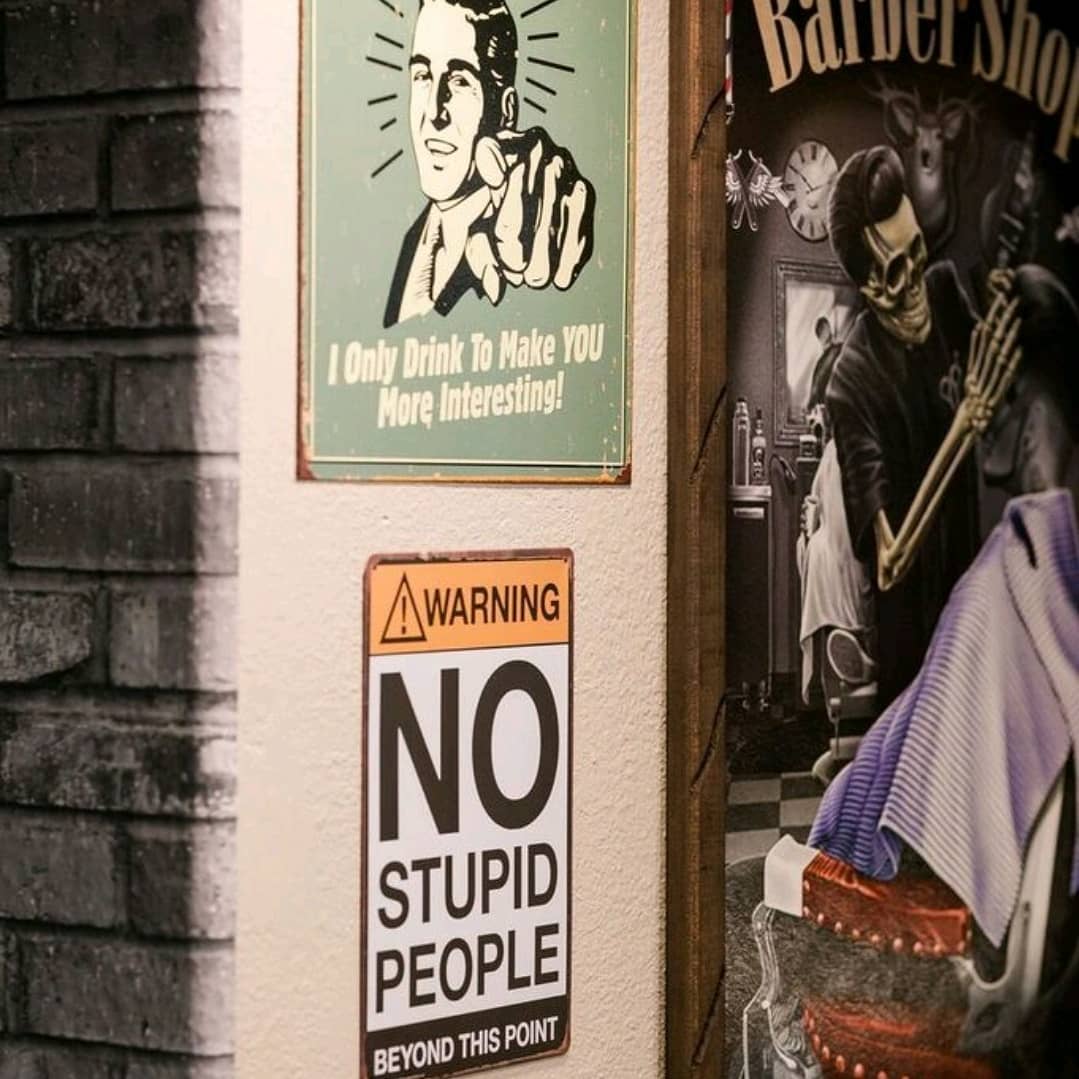 I Only Drink To Make YOU
More Interesting!
WARNING
NO
STUPID
PEOPLE
BEYOND THIS POINT
Barber Shop